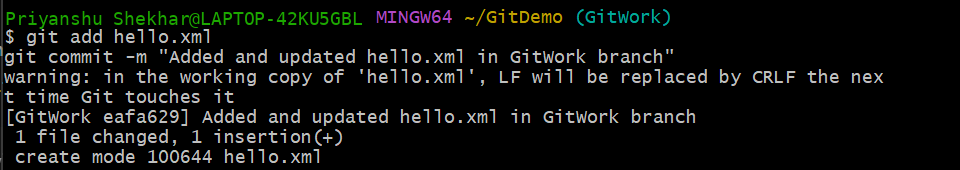 Priyanshu Shekhar@LAPTOP-42KU5GBL MINGW64 ~/GitDemo (GitWork)
$ git add hello.xml
git commit -m "Added and updated hello.xml in GitWork branch"
warning: in the working copy of 'hello.xml', LF will be replaced by CRLF the nex
t time Git touches it
[GitWork eafa629] Added and updated hello.xml in GitWork branch
 1 file changed, 1 insertion(+)
 create mode 100644 hello.xml